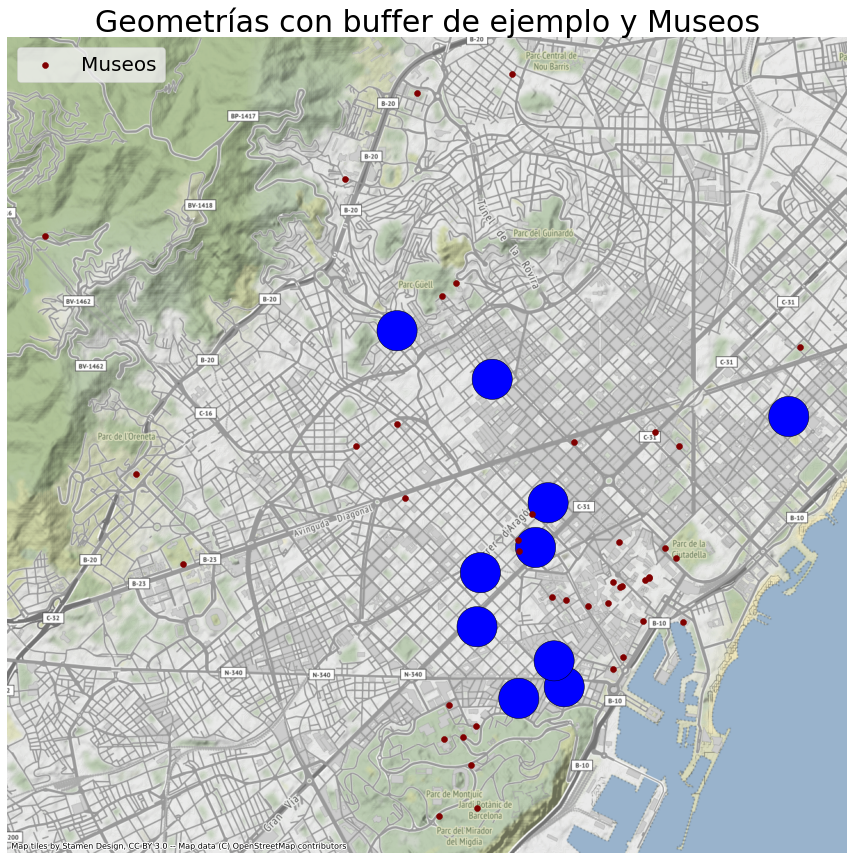 Geometrías con buffer de ejemplo y Museos
Museos
B-20
Parc Central de
Nou Barris
B-20
BP-1417
B-20
BV-1418
B-20
Túnel de la Rovira
Parc del Guinardó
Parc Güell
BV-1462
B-20
C-31
B-20
BV-1462
C-31
C-16
Parc de l'Oreneta
C-31
C-31
Avinguda Diagonal
d'Aragó
B-10
Parc de la
Ciutadella
B-20
B-23
B-23
C-32
B-10
N-340
N-340
N-340
B-10
B-10
Parc de Montjuïc
Jardí Botànic de
Barcelona
Gran Via
Parc del Mirador
del Migdia
200
Map tiles by Stamen Design, CC-BY 3.0 -- Map data (C) OpenStreetMap contributors